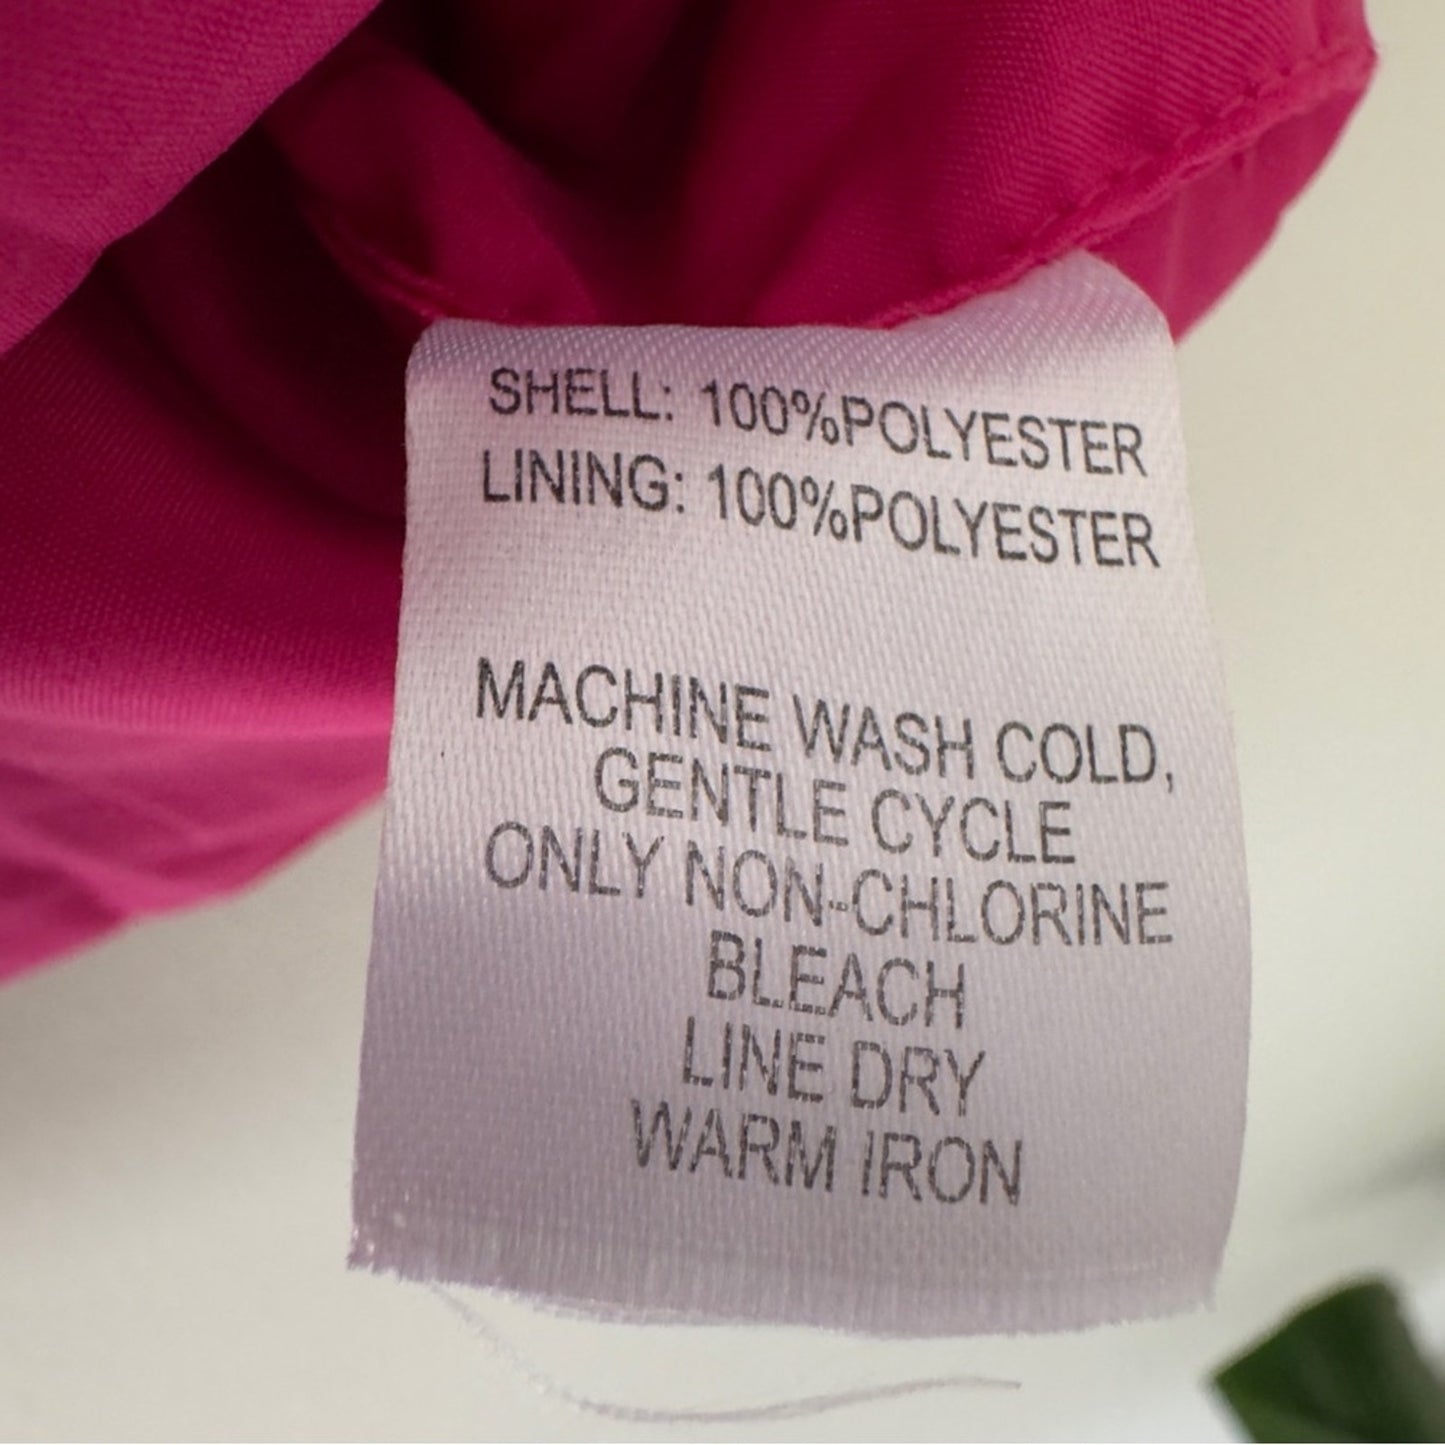 SHELL: 100%POLYESTER
LINING: 100%POLYESTER
MACHINE WASH COLD,
GENTLE CYCLE
ONLY NON-CHLORINE
BLEACH
LINE DRY
WARM IRON